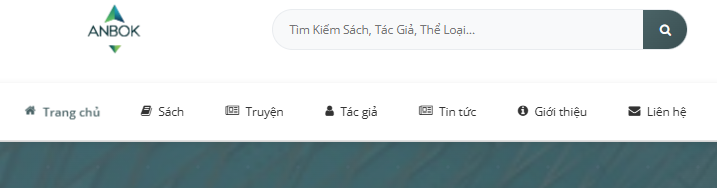 ANBOK
Tìm Kiếm Sách, Tác Giả, Thể Loại...
Trang chủ Sách Truyện Tác giả Tin tức Giới thiệu Liên hệ